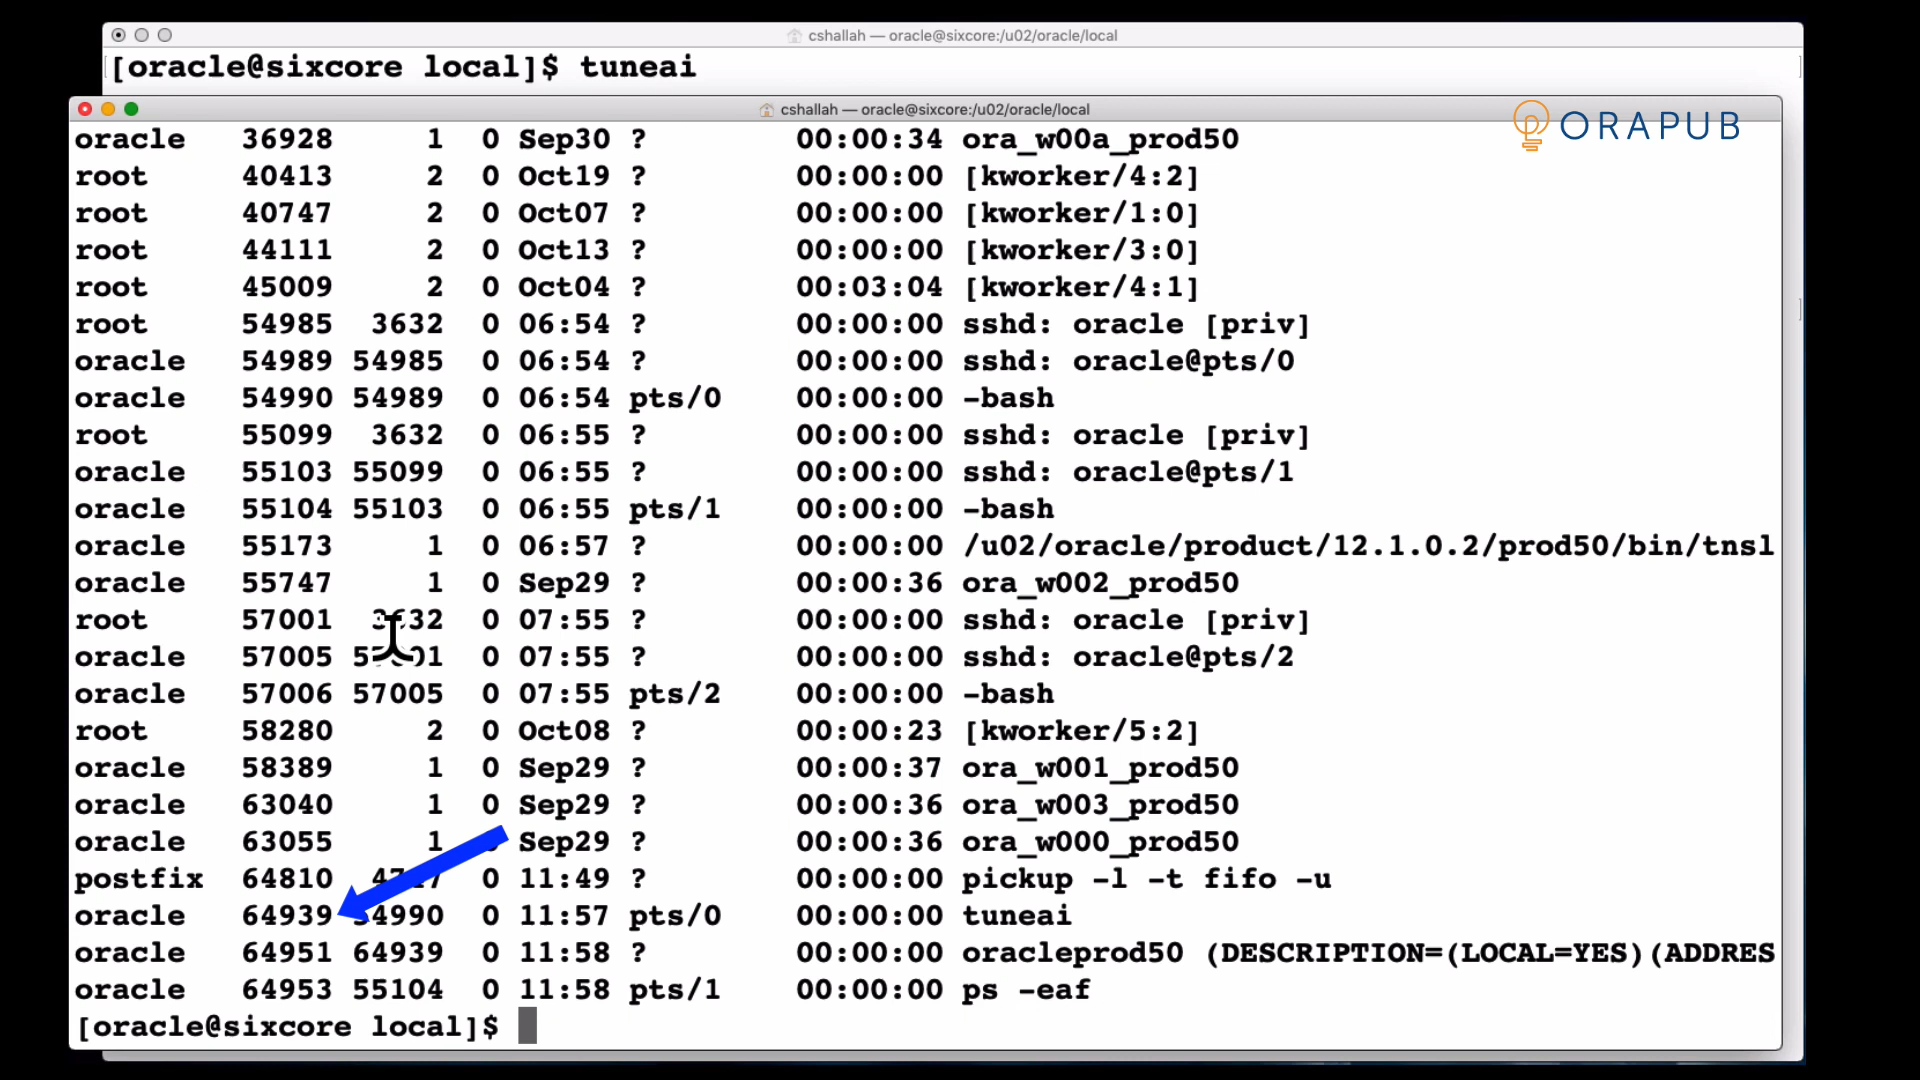 cshallah — oracle@sixcore:/u02/oracle/local
[oracle@sixcore local]$ tuneai
cshallah — oracle@sixcore:/u02/oracle/local
ORAPUB
oracle 36928 1 0 Sep30 ? 00:00:34 ora_w00a_prod50
root 40413 2 0 Oct19 ? 00:00:00 [kworker/4:2]
root 40747 2 0 Oct07 ? 00:00:00 [kworker/1:0]
root 44111 2 0 Oct13 ? 00:00:00 [kworker/3:0]
root 45009 2 0 Oct04 ? 00:03:04 [kworker/4:1]
root 54985 3632 0 06:54 ? 00:00:00 sshd: oracle [priv]
oracle 54989 54985 0 06:54 ? 00:00:00 sshd: oracle@pts/0
oracle 54990 54989 0 06:54 pts/0 00:00:00 -bash
root 55099 3632 0 06:55 ? 00:00:00 sshd: oracle [priv]
oracle 55103 55099 0 06:55 ? 00:00:00 sshd: oracle@pts/1
oracle 55104 55103 0 06:55 pts/1 00:00:00 -bash
oracle 55173 1 0 06:57 ? 00:00:00 /u02/oracle/product/12.1.0.2/prod50/bin/tnsl
oracle 55747 1 0 Sep29 ? 00:00:36 ora_w002_prod50
root 57001 3632 0 07:55 ? 00:00:00 sshd: oracle [priv]
oracle 57005 57001 0 07:55 ? 00:00:00 sshd: oracle@pts/2
oracle 57006 57005 0 07:55 pts/2 00:00:00 -bash
root 58280 2 0 Oct08 ? 00:00:23 [kworker/5:2]
oracle 58389 1 0 Sep29 ? 00:00:37 ora_w001_prod50
oracle 63040 1 0 Sep29 ? 00:00:36 ora_w003_prod50
oracle 63055 1 0 Sep29 ? 00:00:36 ora_w000_prod50
postfix 64810 0 11:49 ? 00:00:00 pickup -l -t fifo -u
oracle 64939 54990 0 11:57 pts/0 00:00:00 tuneai
oracle 64951 64939 0 11:58 ? 00:00:00 oracleprod50 (DESCRIPTION=(LOCAL=YES)(ADDRES
oracle 64953 55104 0 11:58 pts/1 00:00:00 ps -eaf
[oracle@sixcore local]$